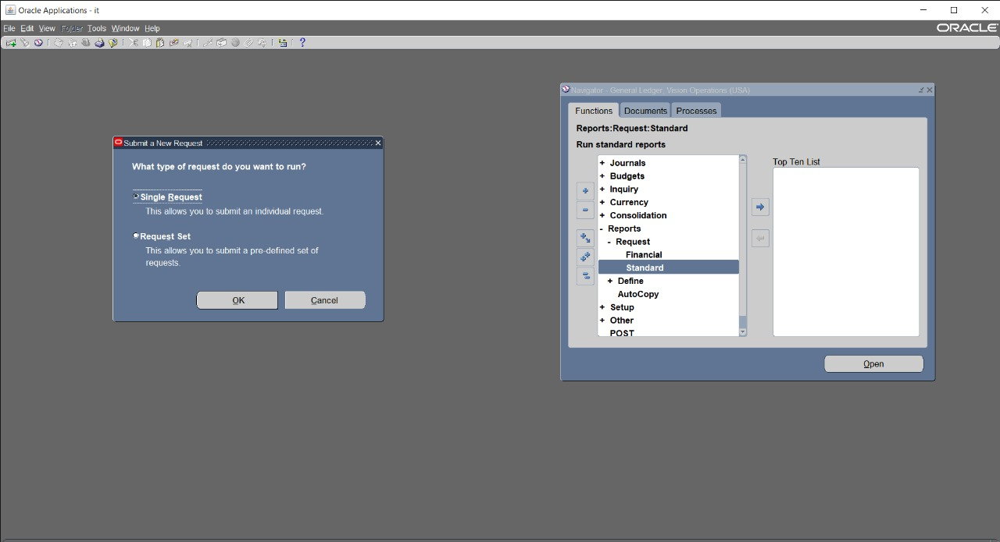 Oracle Applications - it
File Edit View Folder Tools Window Help
ORACLE
Submit a New Request
What type of request do you want to run?
Single Request
This allows you to submit an individual request.
Request Set
This allows you to submit a pre-defined set of
requests.
OK Cancel
Navigator - General Ledger, Vision Operations (USA)
Functions Documents Processes
Reports:Request:Standard
Run standard reports
+ Journals
+ Budgets
+ Inquiry
+ Currency
+ Consolidation
- Reports
- Request
Financial
Standard
+ Define
AutoCopy
+ Setup
+ Other
POST
Top Ten List
Open